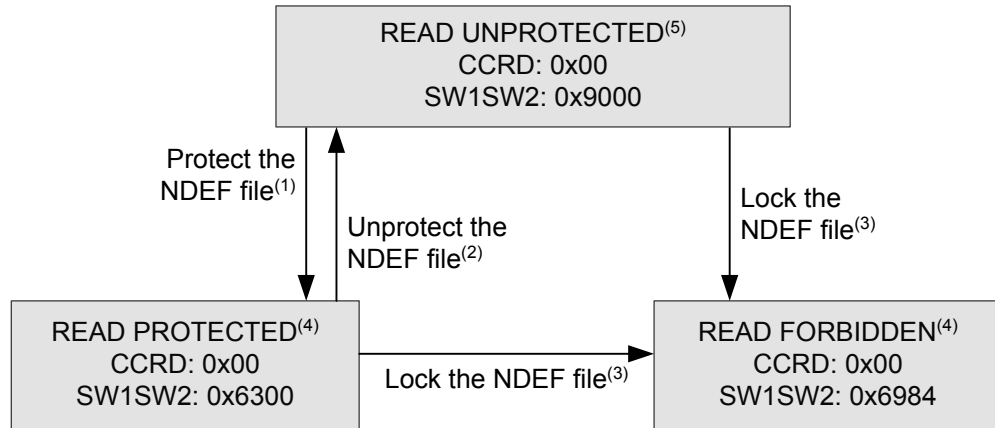 READ UNPROTECTED(5)
CCRD: 0x00
SW1SW2: 0x9000
Protect the
NDEF file(1)
Unprotect the
NDEF file(2)
Lock the
NDEF file(3)
READ PROTECTED(4)
CCRD: 0x00
SW1SW2: 0x6300
Lock the NDEF file(3)
READ FORBIDDEN(4)
CCRD: 0x00
SW1SW2: 0x6984